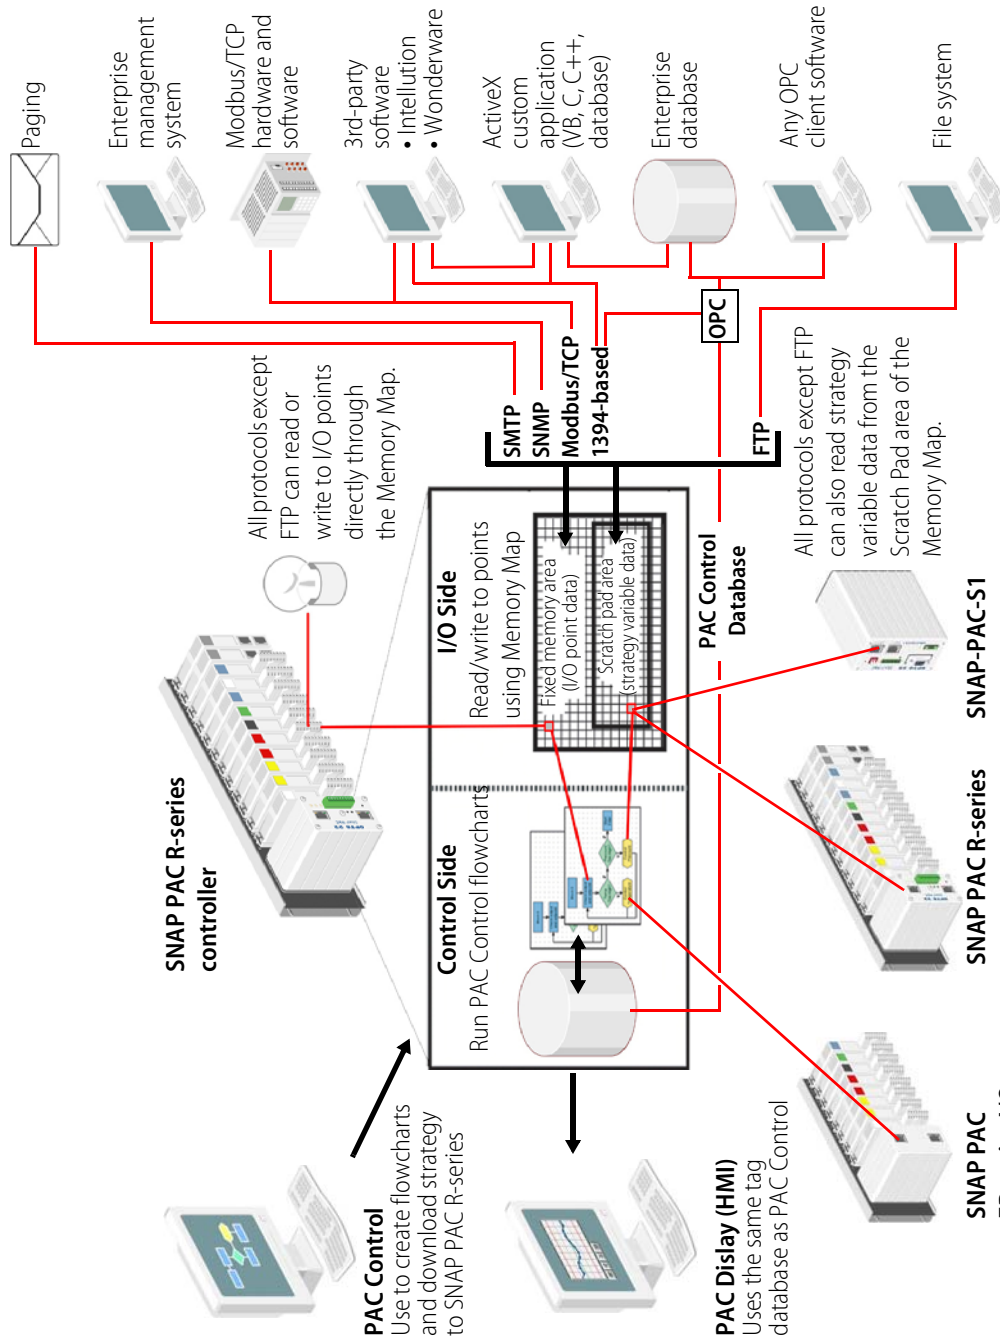 PAC Control
Use to create flowcharts
and download strategy
to SNAP PAC R-series
PAC Dislay (HMI)
Uses the same tag
database as PAC Control
SNAP PAC R-series
controller
Control Side
Run PAC Control flowcharts
I/O Side
Read/write to points
using Memory Map
Fixed memory area
(I/O point data)
Scratch pad area
(strategy variable data)
PAC Control
Database
SNAP PAC
SNAP PAC R-series
SNAP-PAC-S1
All protocols except
FTP can read or
write to I/O points
directly through
the Memory Map.
SMTP
SNMP
Modbus/TCP
1394-based
OPC
FTP
All protocols except FTP
can also read strategy
variable data from the
Scratch Pad area of the
Memory Map.
Paging
Enterprise
management
system
Modbus/TCP
hardware and
software
3rd-party
software
• Intellution
• Wonderware
ActiveX
custom
application
(VB, C, C++,
database)
Enterprise
database
Any OPC
client software
File system